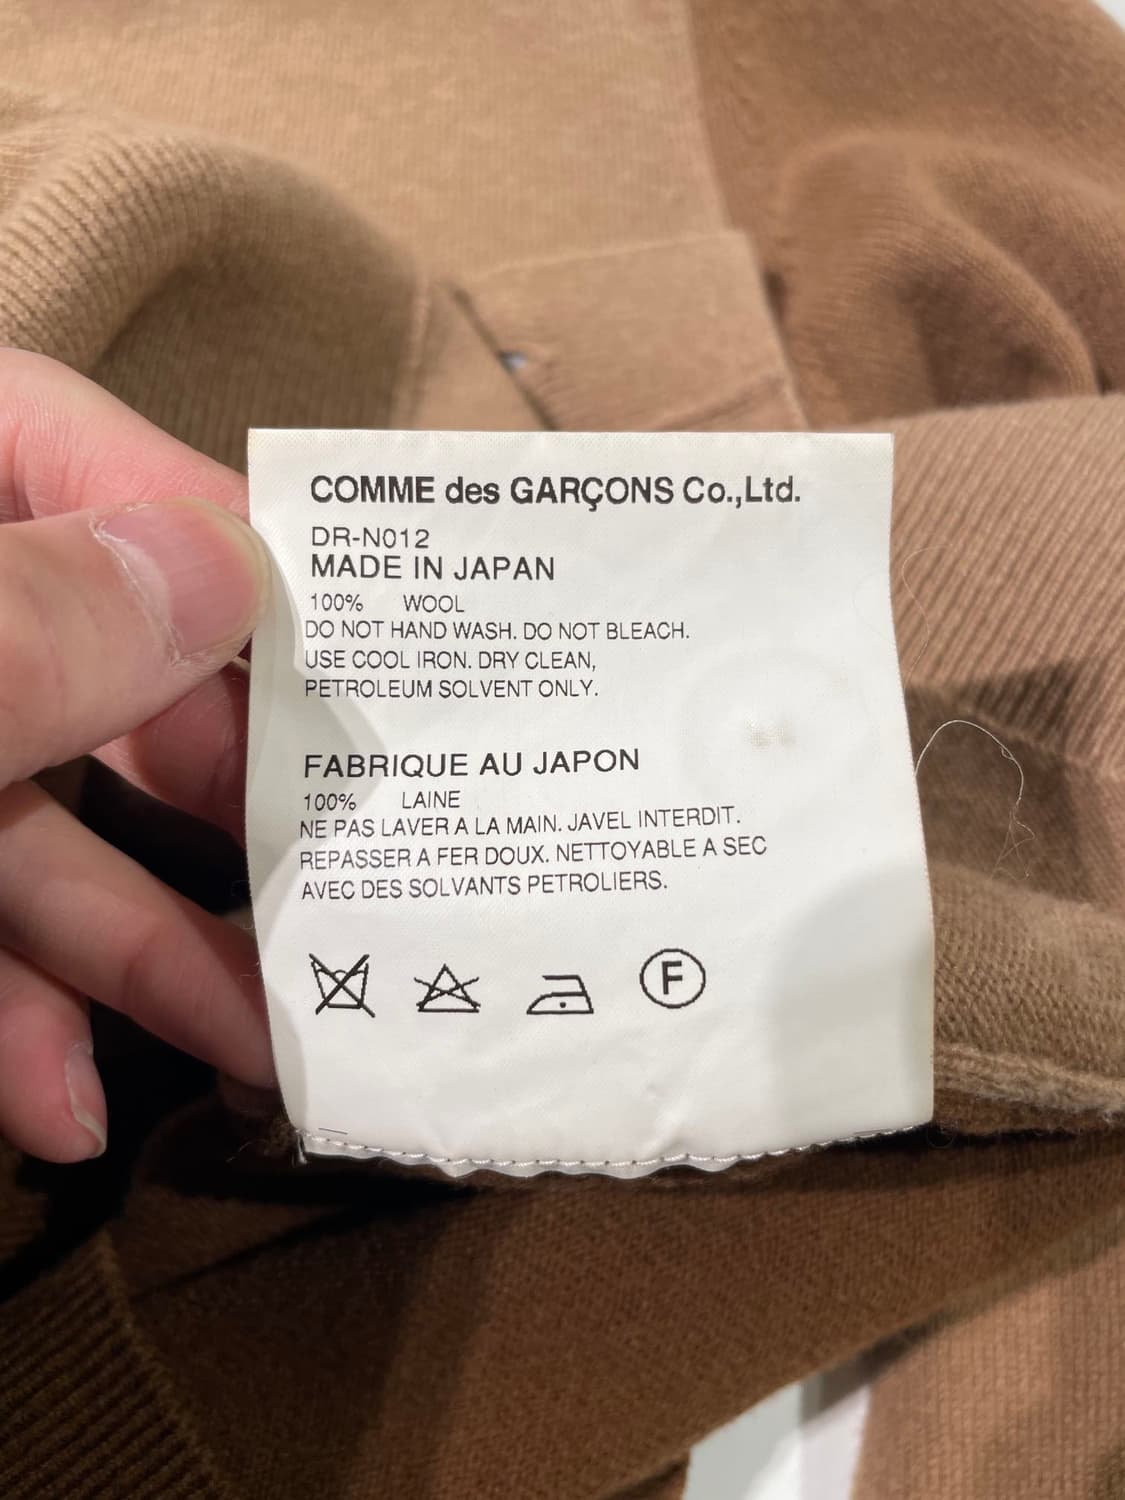 COMME des GARÇONS Co.,Ltd.
DR-N012
MADE IN JAPAN
100% WOOL
DO NOT HAND WASH. DO NOT BLEACH.
USE COOL IRON. DRY CLEAN,
PETROLEUM SOLVENT ONLY.
FABRIQUE AU JAPON
100% LAINE
NE PAS LAVER A LA MAIN. JAVEL INTERDIT.
REPASSER A FER DOUX. NETTOYABLE A SEC
AVEC DES SOLVANTS PETROLIERS.
F